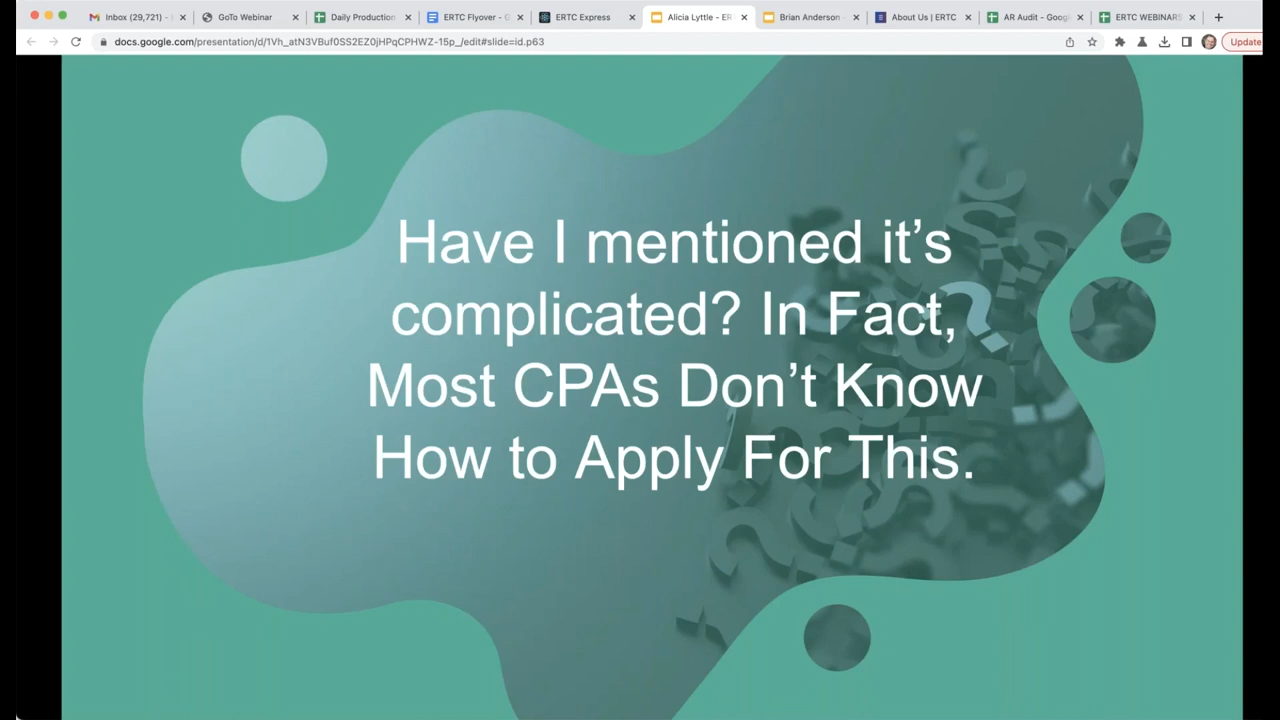 Inbox (29,721) -
GoTo Webinar
Daily Production
ERTC Flyover - G
ERTC Express
Alicia Lyttle - ER
Brian Anderson -
About Us | ERTC
AR Audit - Googl
ERTC WEBINARS
docs.google.com/presentation/d/1Vh_atN3VBuf0SS2EZ0jHPqCPHWZ-15p_/edit#slide=id.p63
Update
Have I mentioned it’s
complicated? In Fact,
Most CPAs Don’t Know
How to Apply For This.